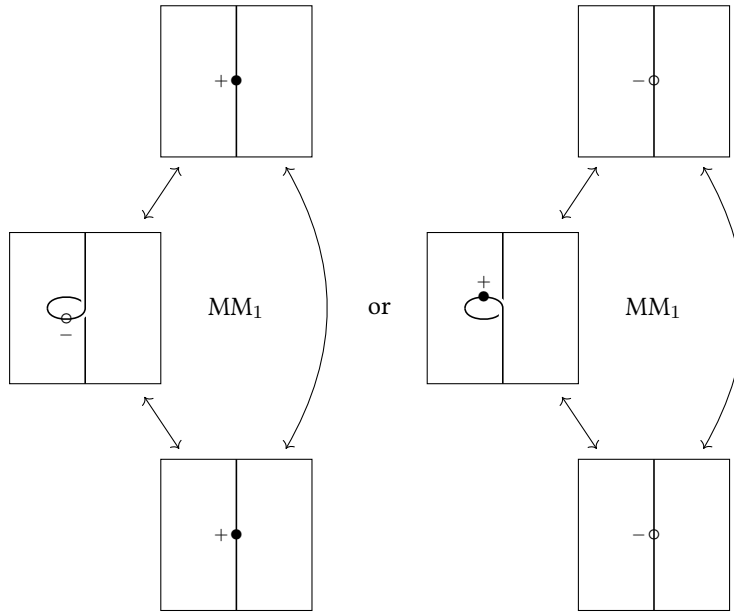 + −
−
MM₁ or + MM₁
+ −